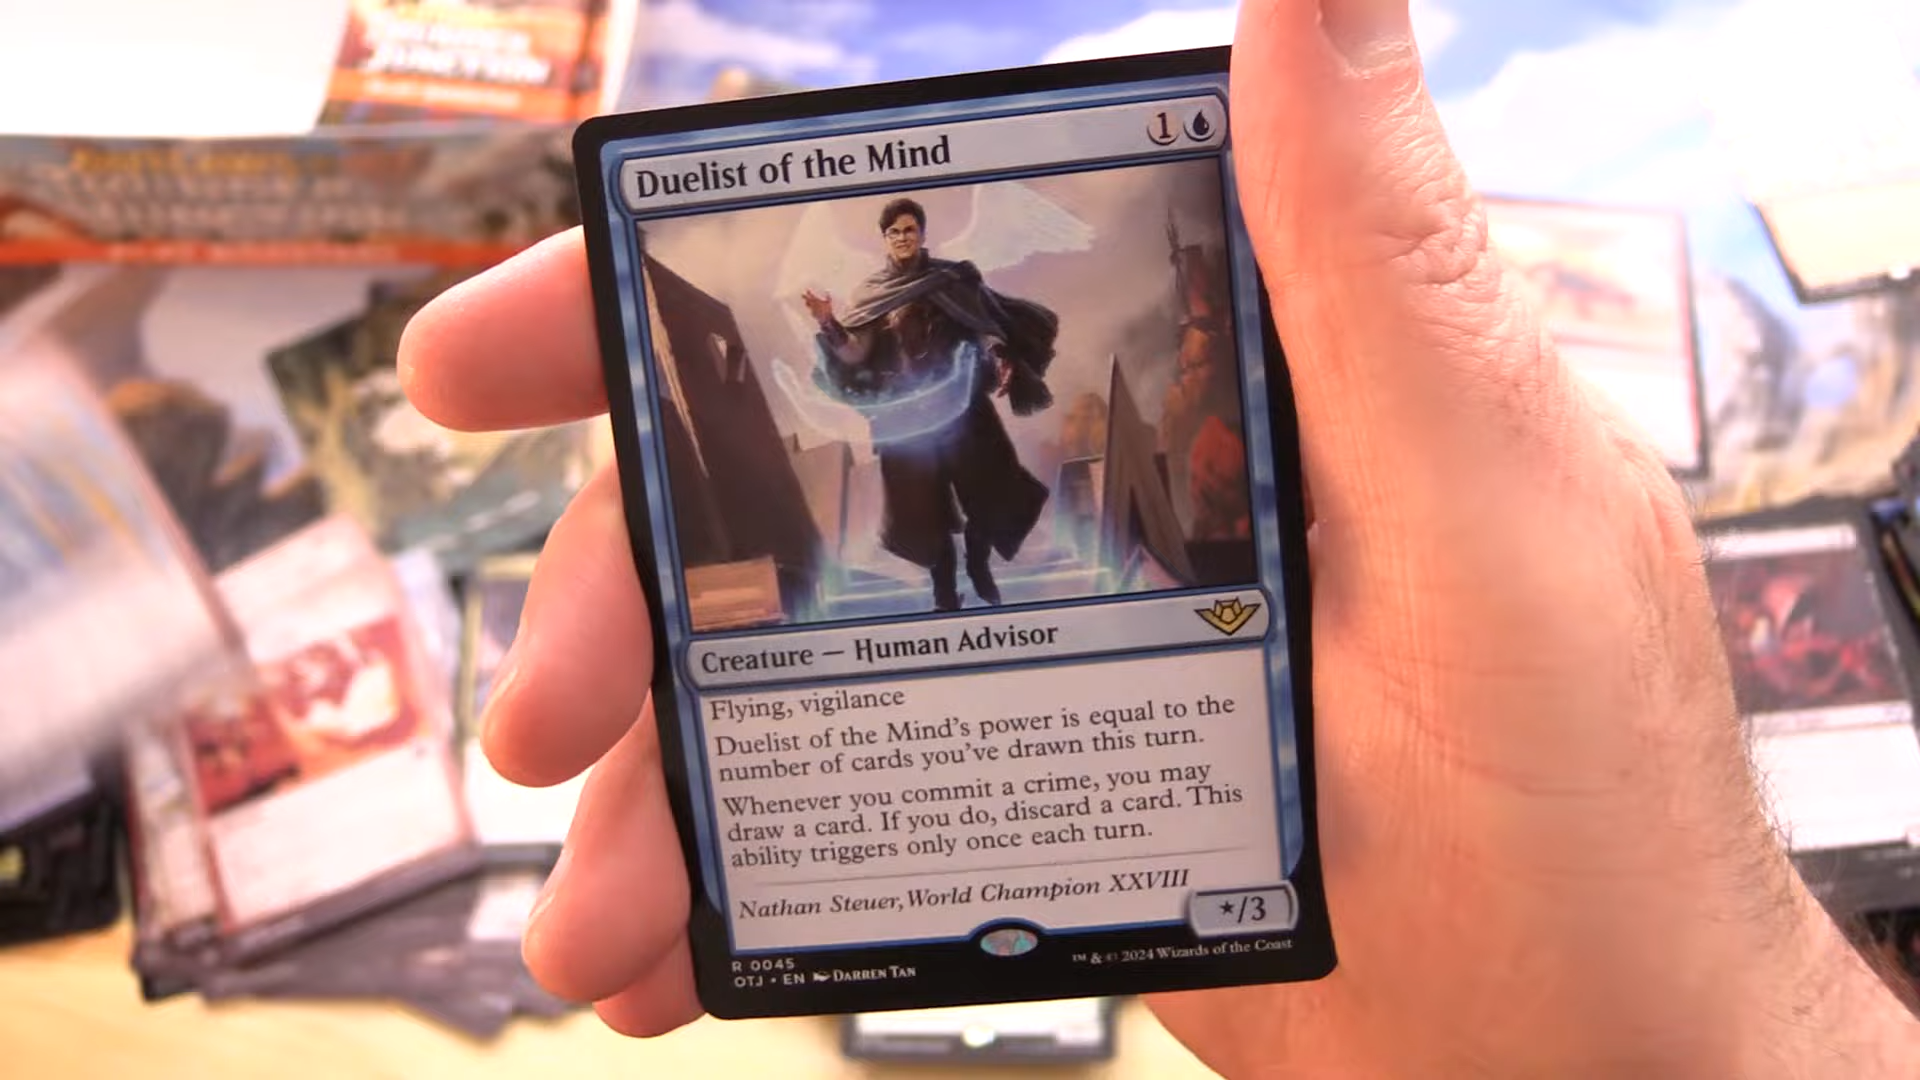 Duelist of the Mind
1
Creature — Human Advisor
Flying, vigilance
Duelist of the Mind's power is equal to the
number of cards you've drawn this turn.
Whenever you commit a crime, you may
draw a card. If you do, discard a card. This
ability triggers only once each turn.
Nathan Steuer, World Champion XXVIII
★/3
R 0045
OTJ • EN DARREN TAN
™ & © 2024 Wizards of the Coast